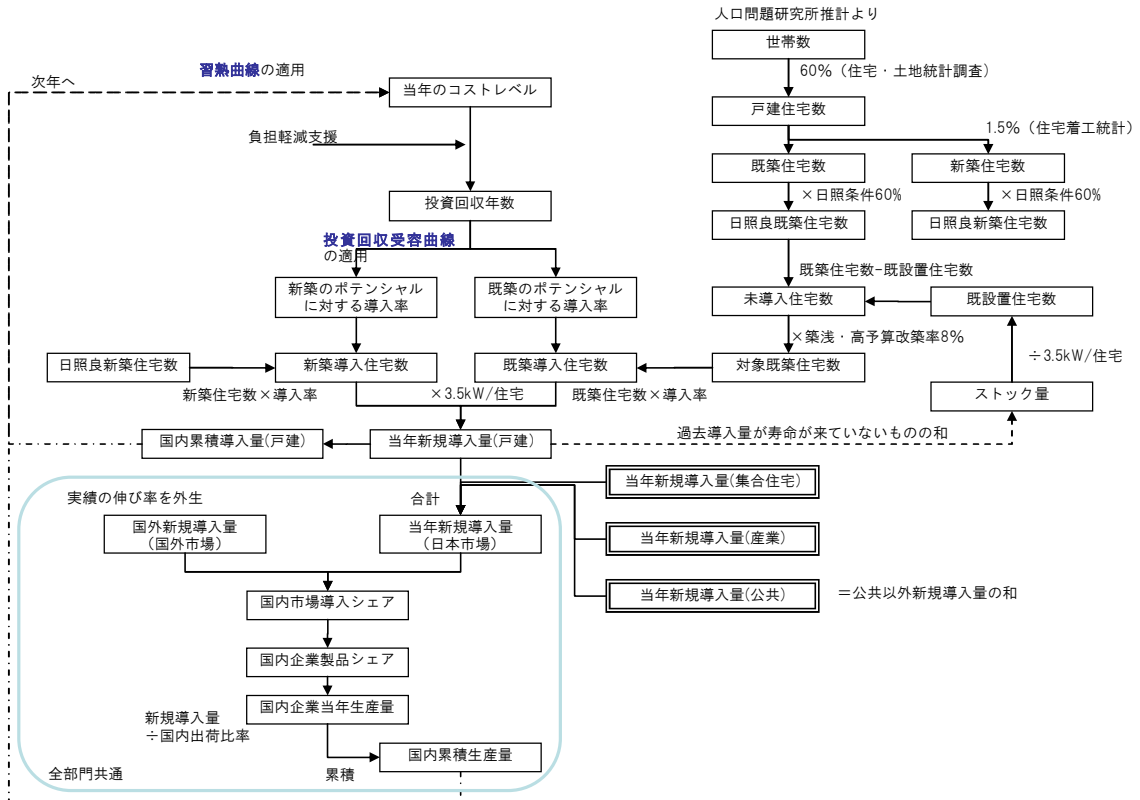 人口問題研究所推計より
世帯数
習熟曲線の適用
次年へ
60%（住宅・土地統計調査）
当年のコストレベル
戸建住宅数
負担軽減支援
1.5%（住宅着工統計）
既築住宅数
新築住宅数
×日照条件60%
×日照条件60%
投資回収年数
日照良既築住宅数
日照良新築住宅数
投資回収受容曲線
の適用
既築住宅数-既設置住宅数
新築のポテンシャル
に対する導入率
既築のポテンシャル
に対する導入率
未導入住宅数
既設置住宅数
×築浅・高予算改築率8%
÷3.5kW/住宅
日照良新築住宅数
新築導入住宅数
既築導入住宅数
対象既築住宅数
新築住宅数×導入率
×3.5kW/住宅
既築住宅数×導入率
ストック量
国内累積導入量(戸建)
当年新規導入量(戸建)
過去導入量が寿命が来ていないものの和
当年新規導入量(集合住宅)
実績の伸び率を外生
合計
国外新規導入量
（国外市場）
当年新規導入量
（日本市場）
当年新規導入量(産業)
当年新規導入量(公共)
＝公共以外新規導入量の和
国内市場導入シェア
国内企業製品シェア
国内企業当年生産量
新規導入量
÷国内出荷比率
国内累積生産量
全部門共通
累積